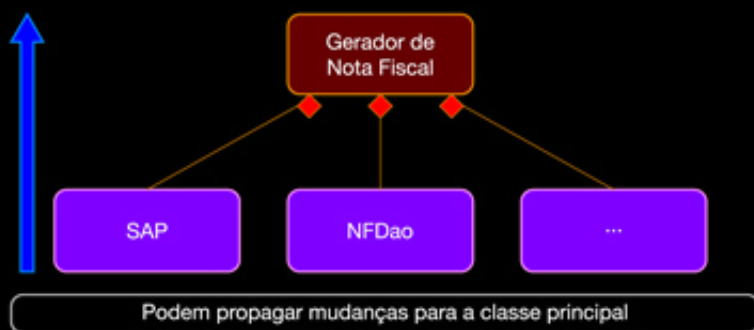 Gerador de
Nota Fiscal
SAP
NFDao
...
Podem propagar mudanças para a classe principal